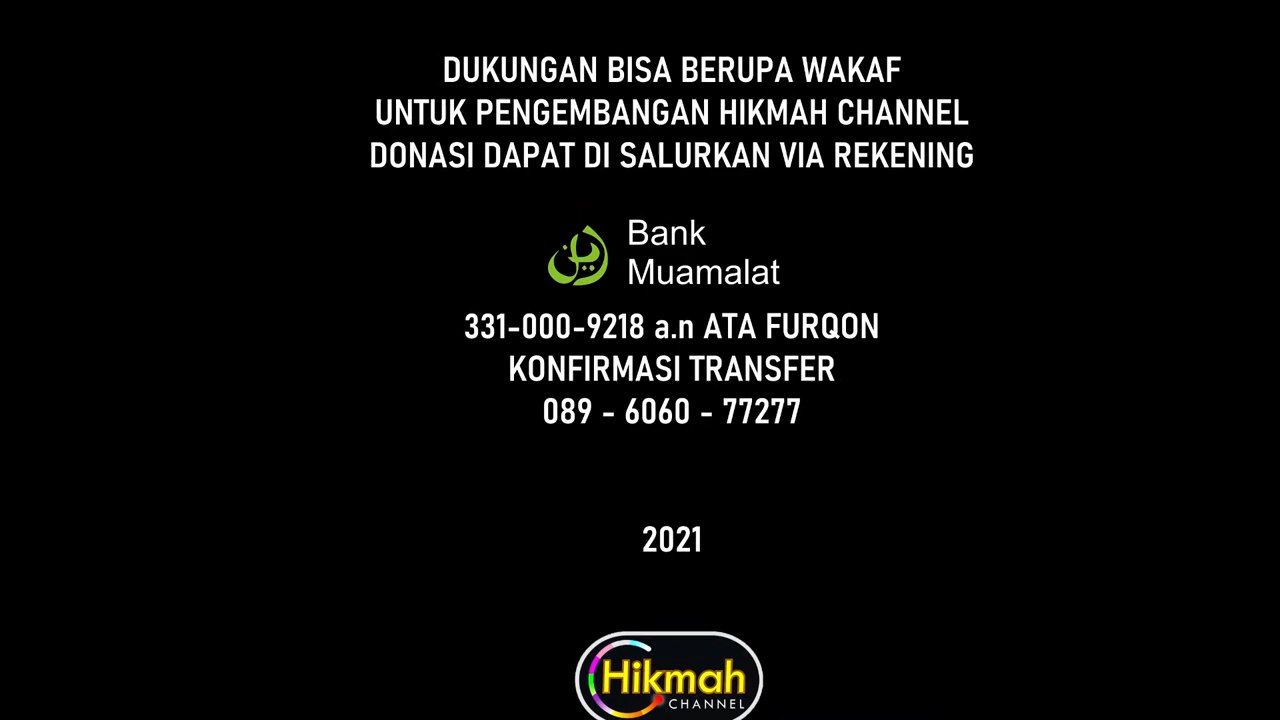 DUKUNGAN BISA BERUPA WAKAF
UNTUK PENGEMBANGAN HIKMAH CHANNEL
DONASI DAPAT DI SALURKAN VIA REKENING
Bank
Muamalat
331-000-9218 a.n ATA FURQON
KONFIRMASI TRANSFER
089 - 6060 - 77277
2021
Hikmah
CHANNEL